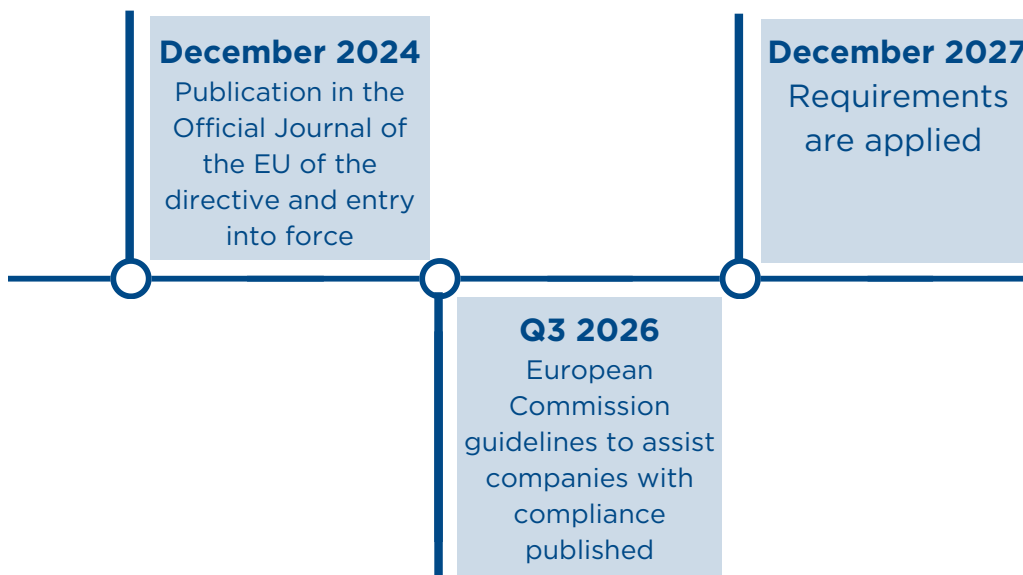 December 2024
Publication in the
Official Journal of
the EU of the
directive and entry
into force
Q3 2026
European
Commission
guidelines to assist
companies with
compliance
published
December 2027
Requirements
are applied